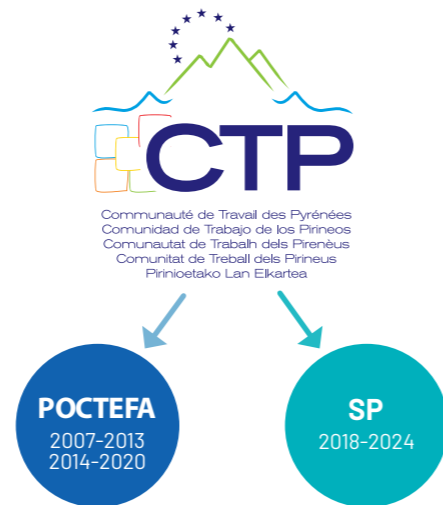 CTP
Communauté de Travail des Pyrénées
Comunidad de Trabajo de los Pirineos
Comunautat de Trabalh dels Pirenèus
Comunitat de Treball dels Pirineus
Pirinioetako Lan Elkartea
POCTEFA
2007-2013
2014-2020
SP
2018-2024